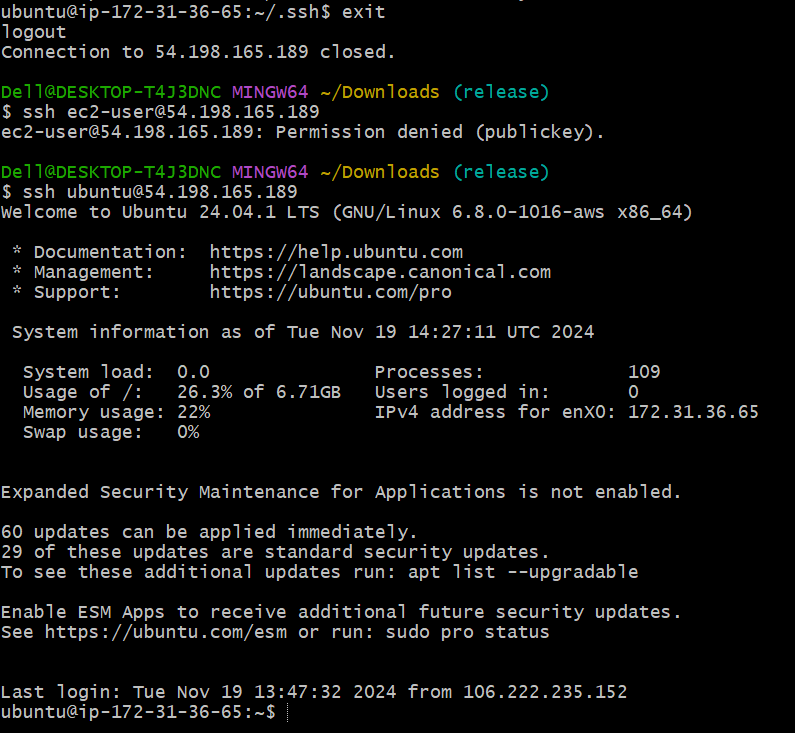 ubuntu@ip-172-31-36-65:~/.ssh$ exit
logout
Connection to 54.198.165.189 closed.
Dell@DESKTOP-T4J3DNC MINGW64 ~/Downloads (release)
$ ssh ec2-user@54.198.165.189
ec2-user@54.198.165.189: Permission denied (publickey).
Dell@DESKTOP-T4J3DNC MINGW64 ~/Downloads (release)
$ ssh ubuntu@54.198.165.189
Welcome to Ubuntu 24.04.1 LTS (GNU/Linux 6.8.0-1016-aws x86_64)
* Documentation:  https://help.ubuntu.com
* Management:     https://landscape.canonical.com
* Support:        https://ubuntu.com/pro
System information as of Tue Nov 19 14:27:11 UTC 2024
System load:  0.0               Processes:             109
Usage of /:   26.3% of 6.71GB   Users logged in:       0
Memory usage: 22%               IPv4 address for enX0: 172.31.36.65
Swap usage:   0%
Expanded Security Maintenance for Applications is not enabled.
60 updates can be applied immediately.
29 of these updates are standard security updates.
To see these additional updates run: apt list --upgradable
Enable ESM Apps to receive additional future security updates.
See https://ubuntu.com/esm or run: sudo pro status
Last login: Tue Nov 19 13:47:32 2024 from 106.222.235.152
ubuntu@ip-172-31-36-65:~$